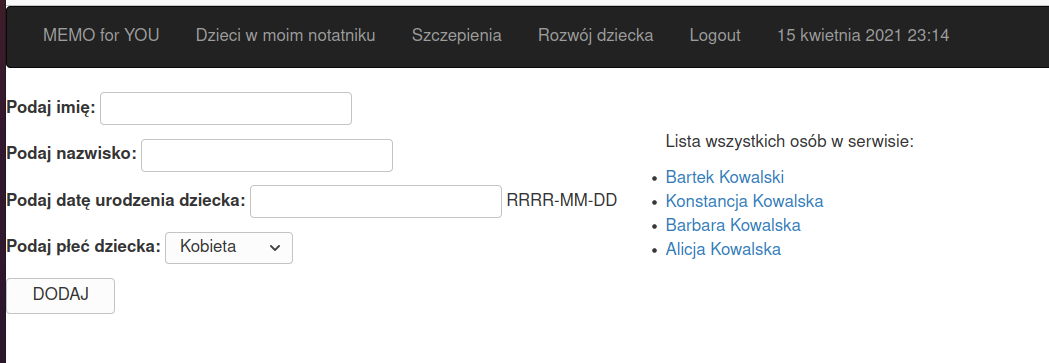 MEMO for YOU Dzieci w moim notatniku Szczepienia Rozwój dziecka Logout 15 kwietnia 2021 23:14
Podaj imię:
Podaj nazwisko:
Podaj datę urodzenia dziecka: RRRR-MM-DD
Podaj płeć dziecka: Kobieta
DODAJ
Lista wszystkich osób w serwisie:
• Bartek Kowalski
• Konstancja Kowalska
• Barbara Kowalska
• Alicja Kowalska